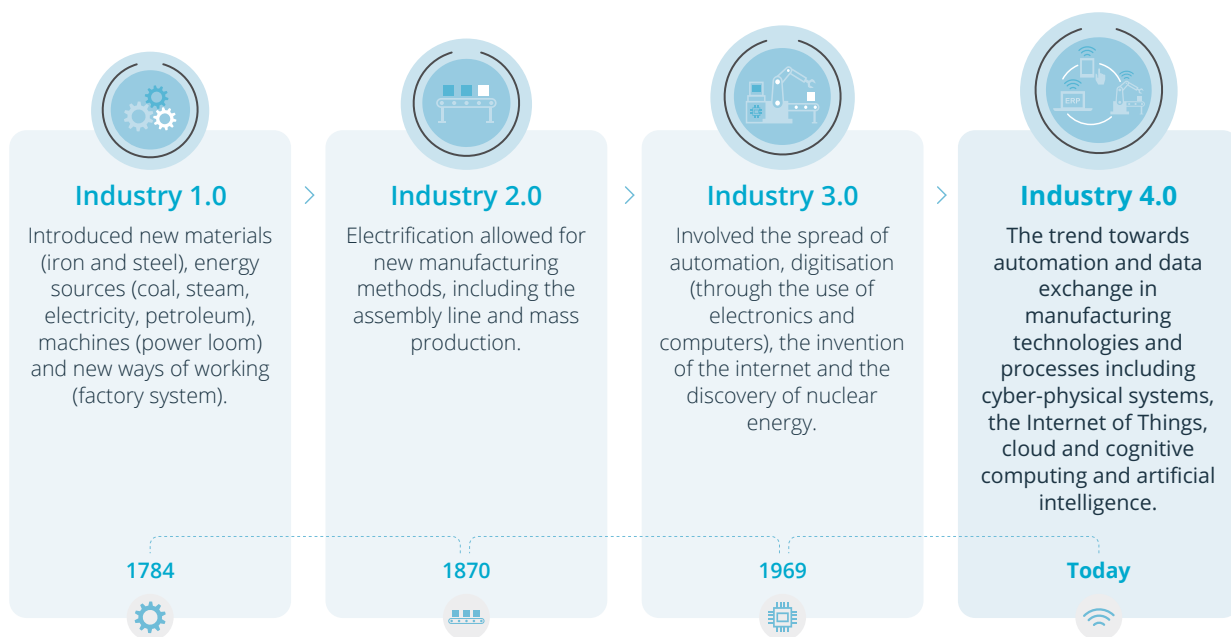 Industry 1.0
Introduced new materials
(iron and steel), energy
sources (coal, steam,
electricity, petroleum),
machines (power loom)
and new ways of working
(factory system).
1784
Industry 2.0
Electrification allowed for
new manufacturing
methods, including the
assembly line and mass
production.
1870
Industry 3.0
Involved the spread of
automation, digitisation
(through the use of
electronics and
computers), the invention
of the internet and the
discovery of nuclear
energy.
1969
ERP
Industry 4.0
The trend towards
automation and data
exchange in
manufacturing
technologies and
processes including
cyber-physical systems,
the Internet of Things,
cloud and cognitive
computing and artificial
intelligence.
Today